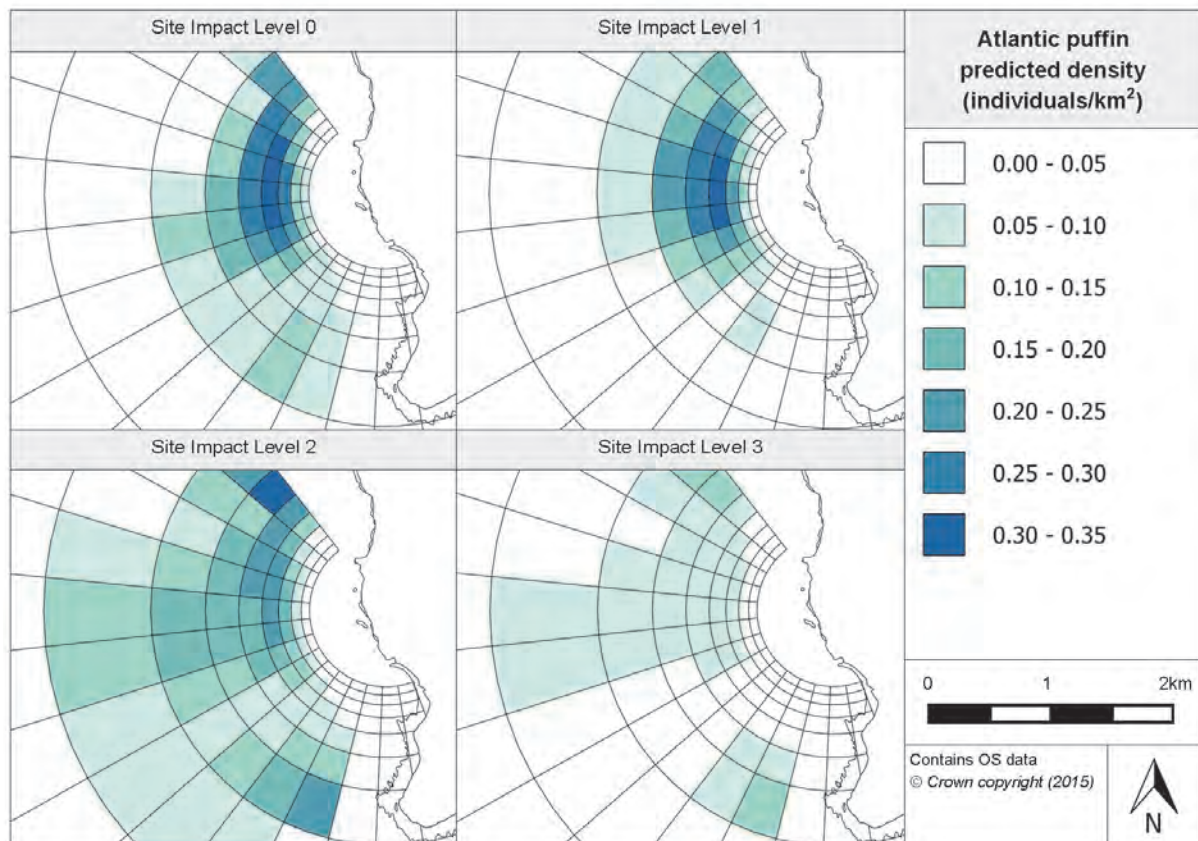 Site Impact Level 0
Site Impact Level 1
Site Impact Level 2
Site Impact Level 3
Atlantic puffin
predicted density
(individuals/km²)
0.00 - 0.05
0.05 - 0.10
0.10 - 0.15
0.15 - 0.20
0.20 - 0.25
0.25 - 0.30
0.30 - 0.35
0 1 2km
Contains OS data
© Crown copyright (2015)
N